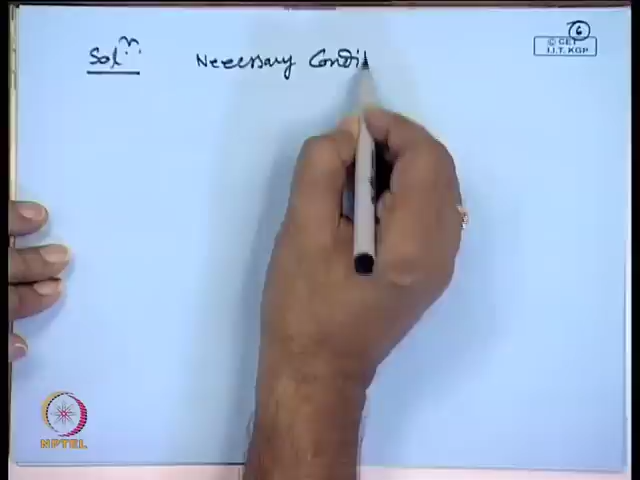 6
© CET
I.I.T. KGP
Solⁿ. Necessary Condi
NPTEL